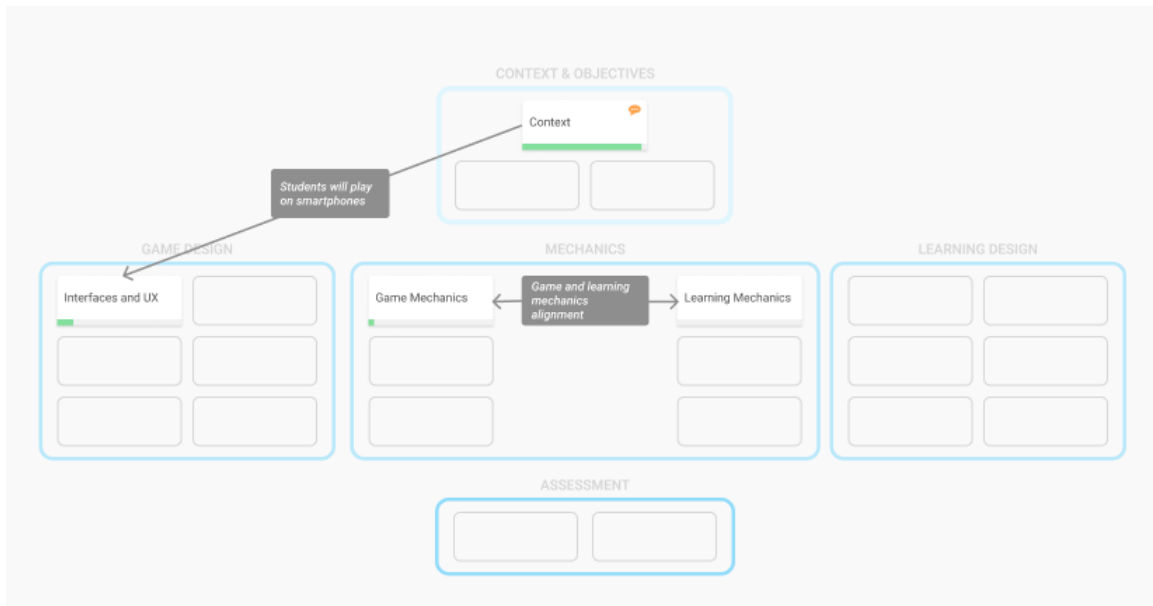 CONTEXT & OBJECTIVES
Context
Students will play
on smartphones
GAME DESIGN
MECHANICS
LEARNING DESIGN
Interfaces and UX
Game Mechanics
Game and learning
mechanics
alignment
Learning Mechanics
ASSESSMENT